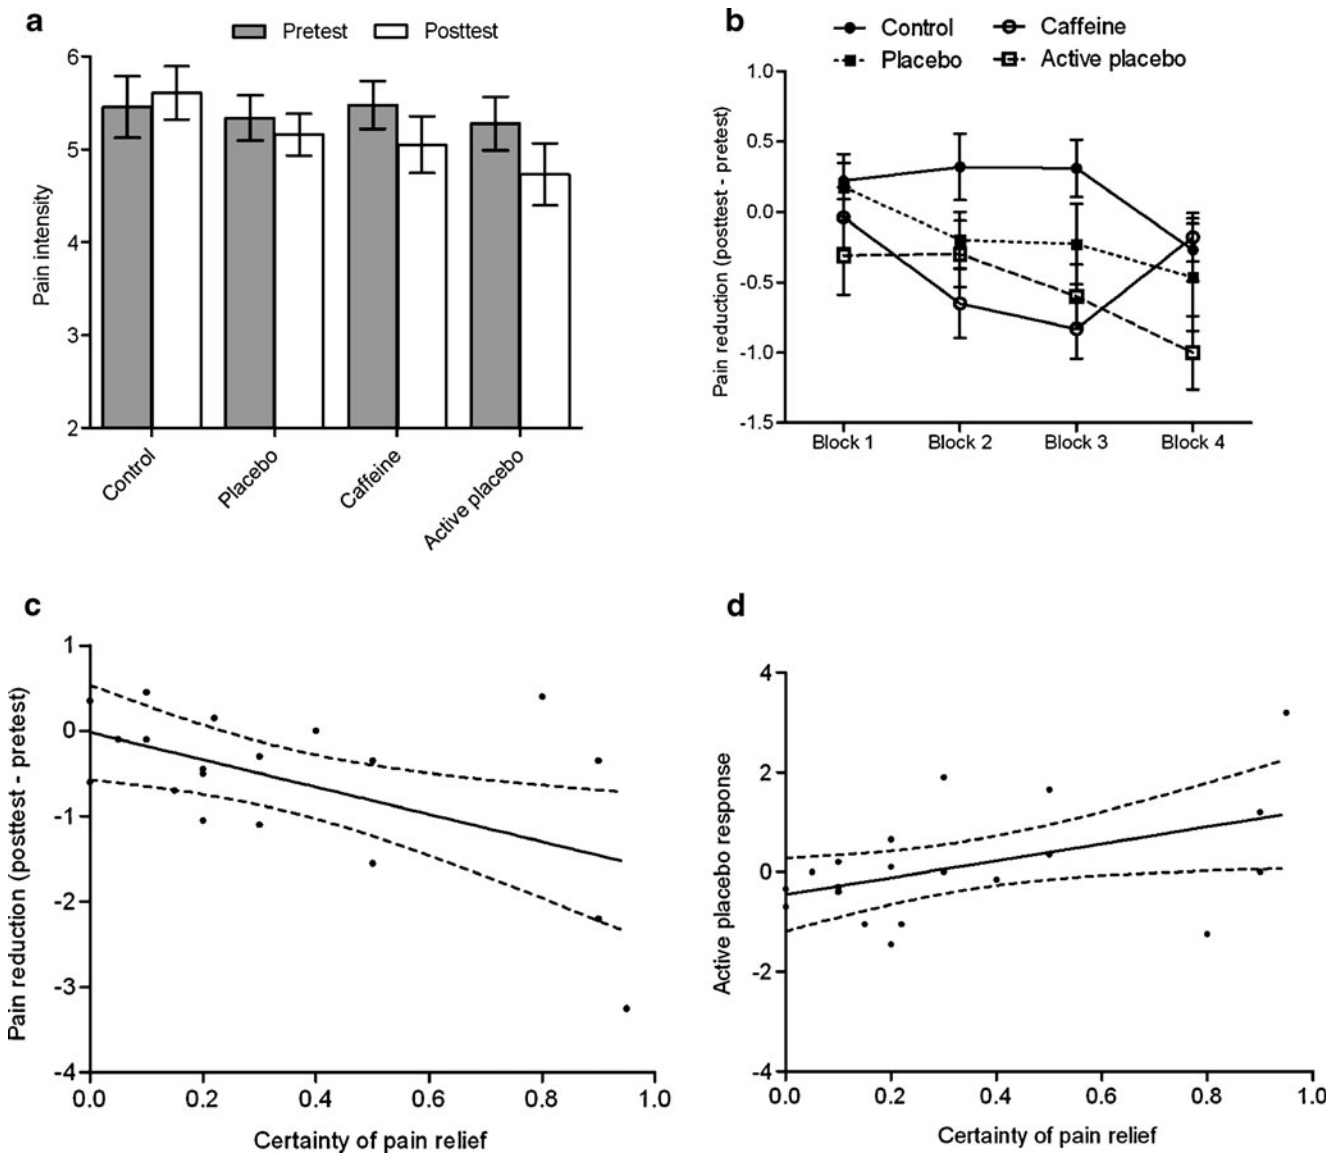 a
Pretest Posttest
Pain intensity
6
5
4
3
2
Control
Placebo
Caffeine
Active placebo
b
Control Caffeine
Placebo Active placebo
Pain reduction (posttest - pretest)
1.0
0.5
0.0
-0.5
-1.0
-1.5
Block 1 Block 2 Block 3 Block 4
c
Pain reduction (posttest - pretest)
1
0
-1
-2
-3
-4
0.0 0.2 0.4 0.6 0.8 1.0
Certainty of pain relief
d
Active placebo response
4
2
0
-2
-4
0.0 0.2 0.4 0.6 0.8 1.0
Certainty of pain relief